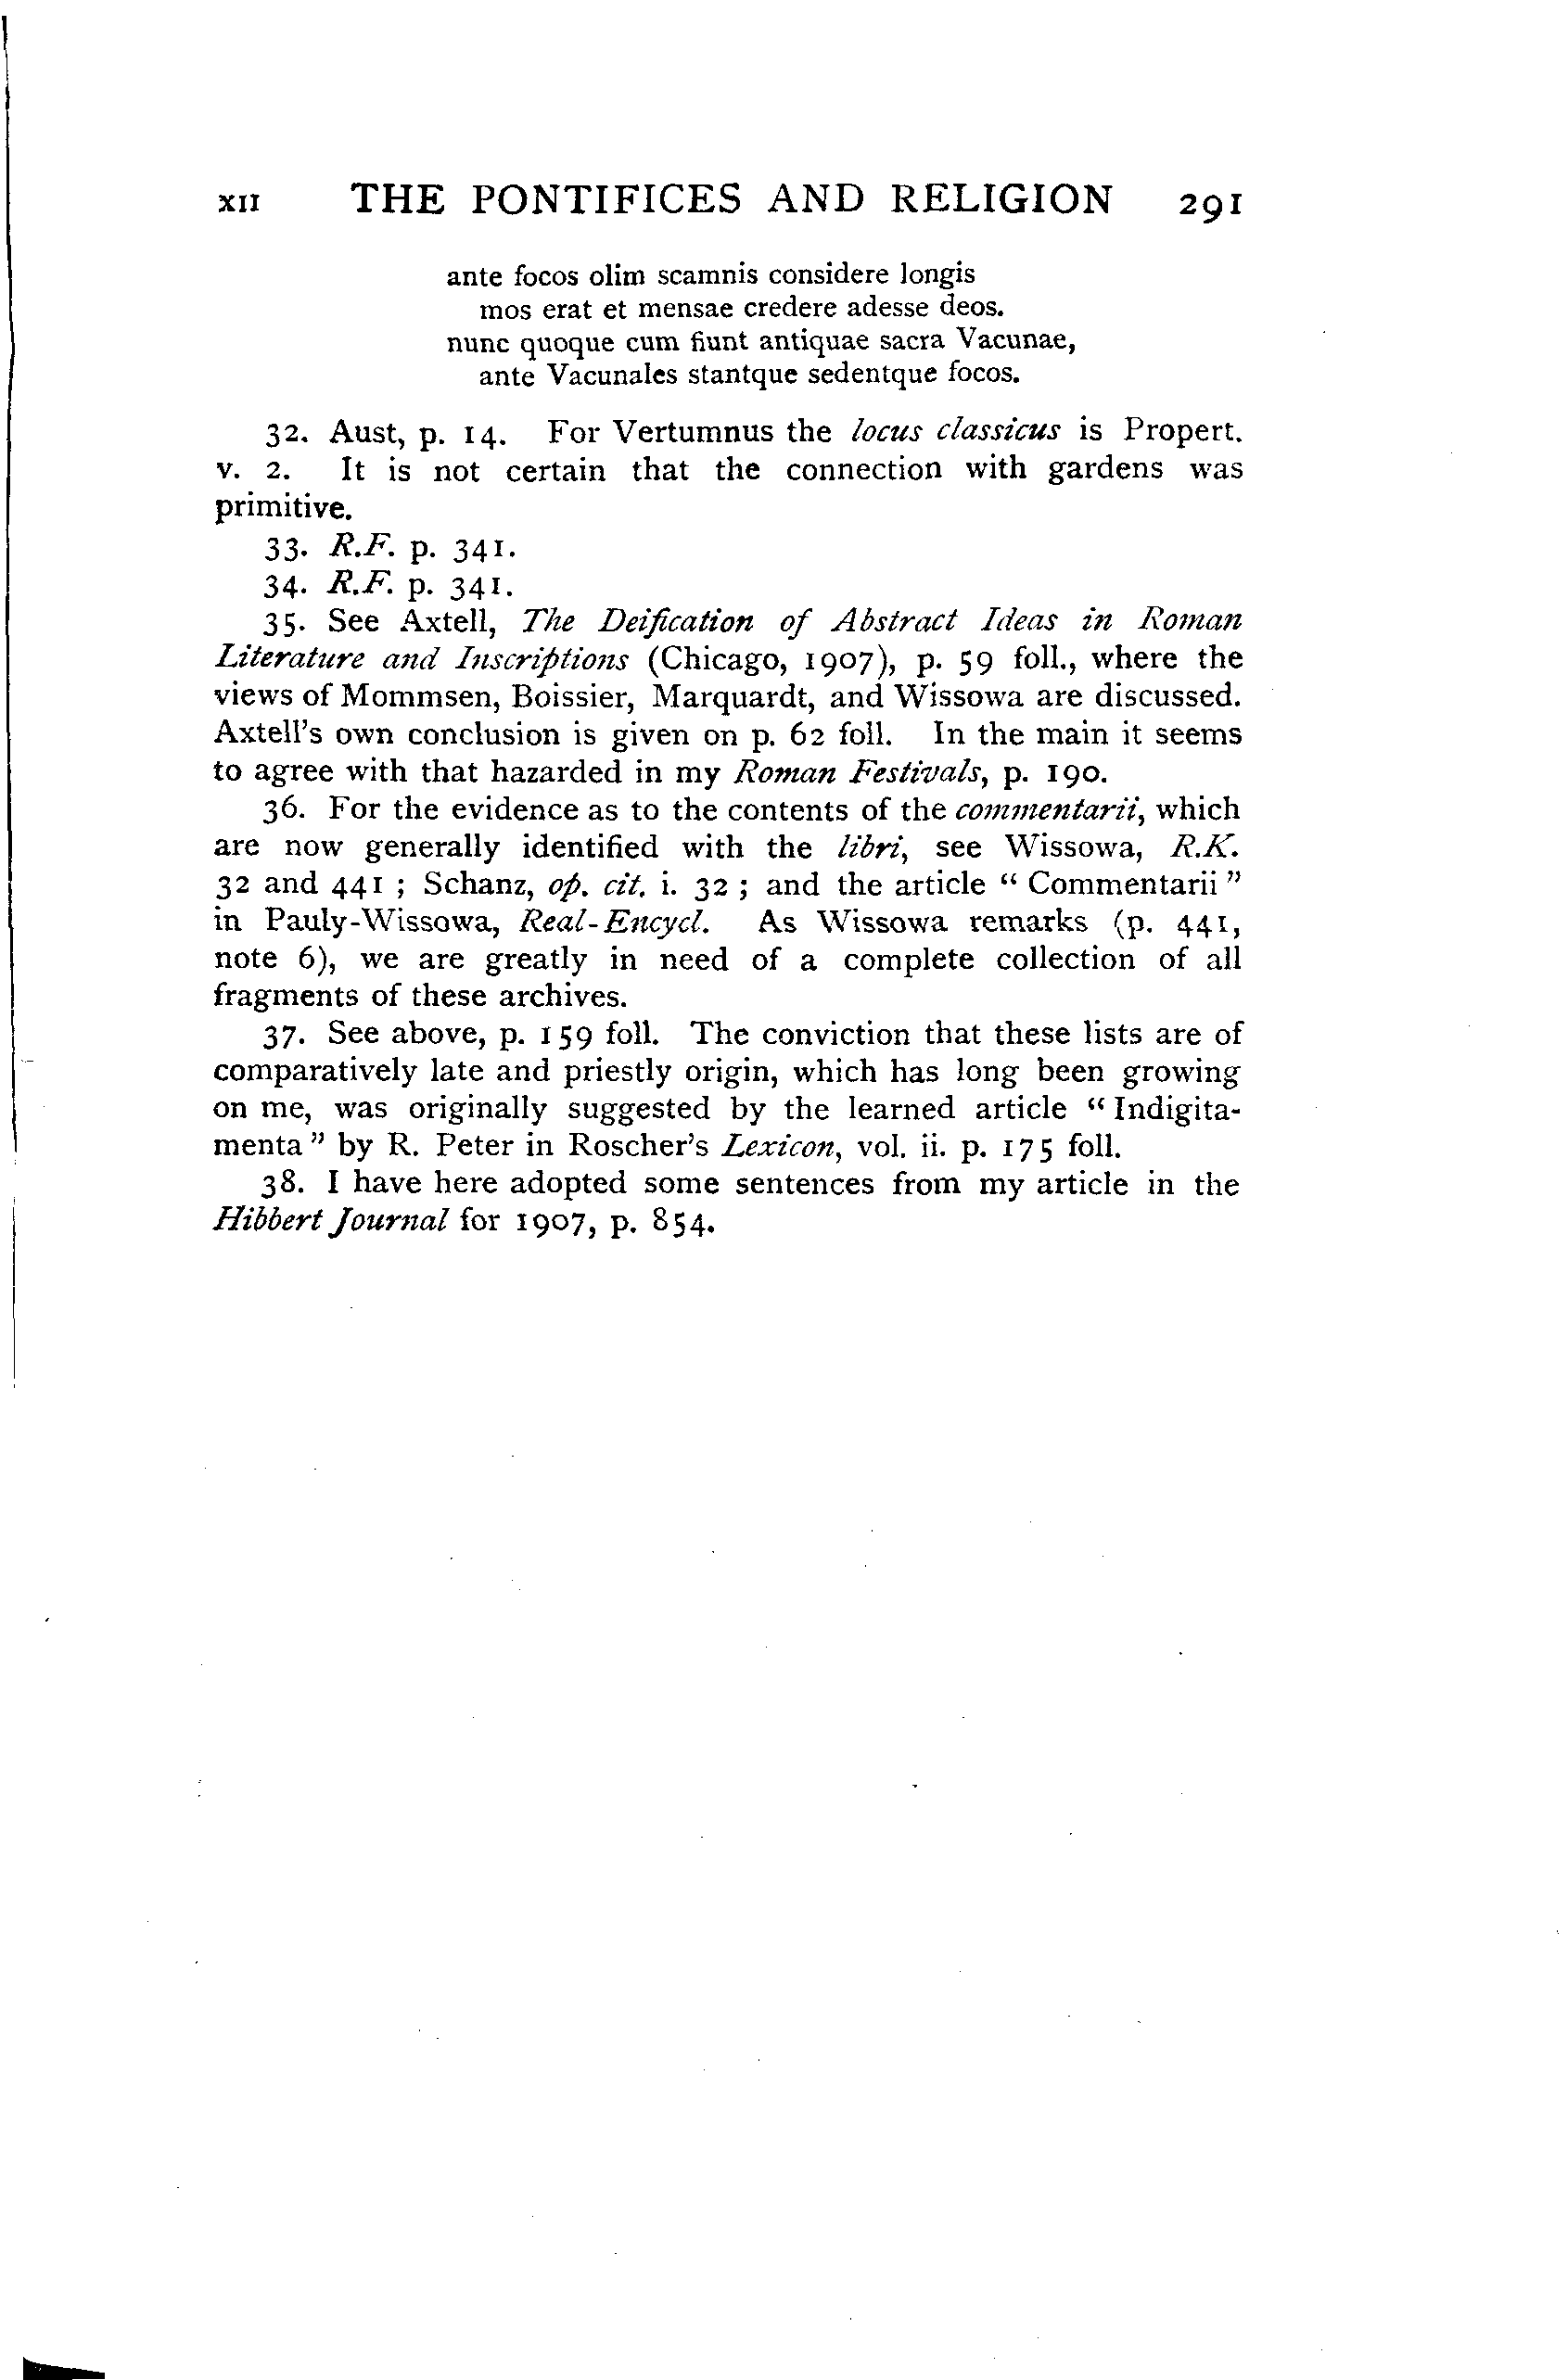 XII THE PONTIFICES AND RELIGION 291
ante focos olim scamnis considere longis
mos erat et mensae credere adesse deos.
nunc quoque cum fiunt antiquae sacra Vacunae,
ante Vacunales stantque sedentque focos.
32. Aust, p. 14. For Vertumnus the locus classicus is Propert.
v. 2. It is not certain that the connection with gardens was
primitive.
33. R.F. p. 341.
34. R.F. p. 341.
35. See Axtell, The Deification of Abstract Ideas in Roman
Literature and Inscriptions (Chicago, 1907), p. 59 foll., where the
views of Mommsen, Boissier, Marquardt, and Wissowa are discussed.
Axtell's own conclusion is given on p. 62 foll. In the main it seems
to agree with that hazarded in my Roman Festivals, p. 190.
36. For the evidence as to the contents of the commentarii, which
are now generally identified with the libri, see Wissowa, R.K.
32 and 441 ; Schanz, op. cit. i. 32 ; and the article " Commentarii "
in Pauly-Wissowa, Real-Encycl. As Wissowa remarks (p. 441,
note 6), we are greatly in need of a complete collection of all
fragments of these archives.
37. See above, p. 159 foll. The conviction that these lists are of
comparatively late and priestly origin, which has long been growing
on me, was originally suggested by the learned article " Indigita-
menta " by R. Peter in Roscher's Lexicon, vol. ii. p. 175 foll.
38. I have here adopted some sentences from my article in the
Hibbert Journal for 1907, p. 854.